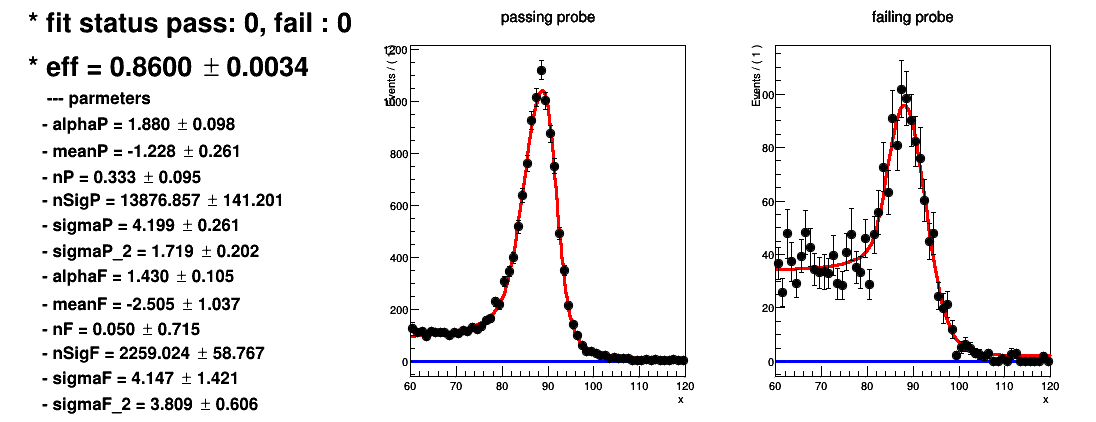 * fit status pass: 0, fail : 0
* eff = 0.8600 ± 0.0034
--- parmeters
- alphaP = 1.880 ± 0.098
- meanP = -1.228 ± 0.261
- nP = 0.333 ± 0.095
- nSigP = 13876.857 ± 141.201
- sigmaP = 4.199 ± 0.261
- sigmaP_2 = 1.719 ± 0.202
- alphaF = 1.430 ± 0.105
- meanF = -2.505 ± 1.037
- nF = 0.050 ± 0.715
- nSigF = 2259.024 ± 58.767
- sigmaF = 4.147 ± 1.421
- sigmaF_2 = 3.809 ± 0.606
passing probe
Events / ( 1 )
1200
1000
800
600
400
200
0
60 70 80 90 100 110 120
x
failing probe
Events / ( 1 )
100
80
60
40
20
0
60 70 80 90 100 110 120
x